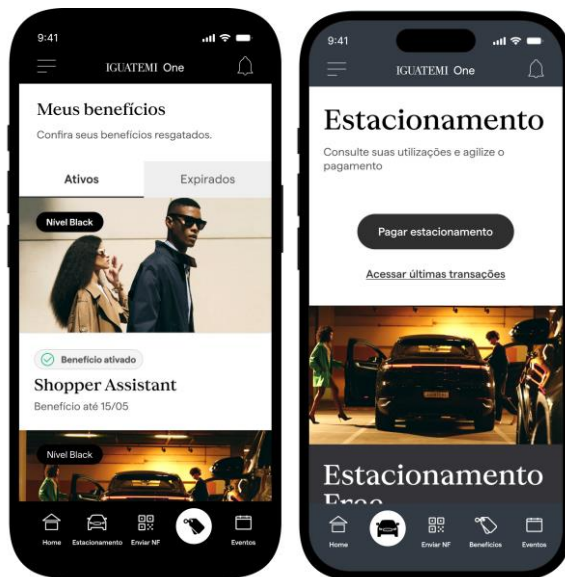 9:41
IGUATEMI One
Meus benefícios
Confira seus benefícios resgatados.
Ativos
Expirados
Nível Black
Benefício ativado
Shopper Assistant
Benefício até 15/05
Nível Black
Home
Estacionamento
Enviar NF
Eventos
9:41
IGUATEMI One
Estacionamento
Consulte suas utilizações e agilize o
pagamento
Pagar estacionamento
Acessar últimas transações
Estacionamento
Free
Home
Enviar NF
Benefícios
Eventos